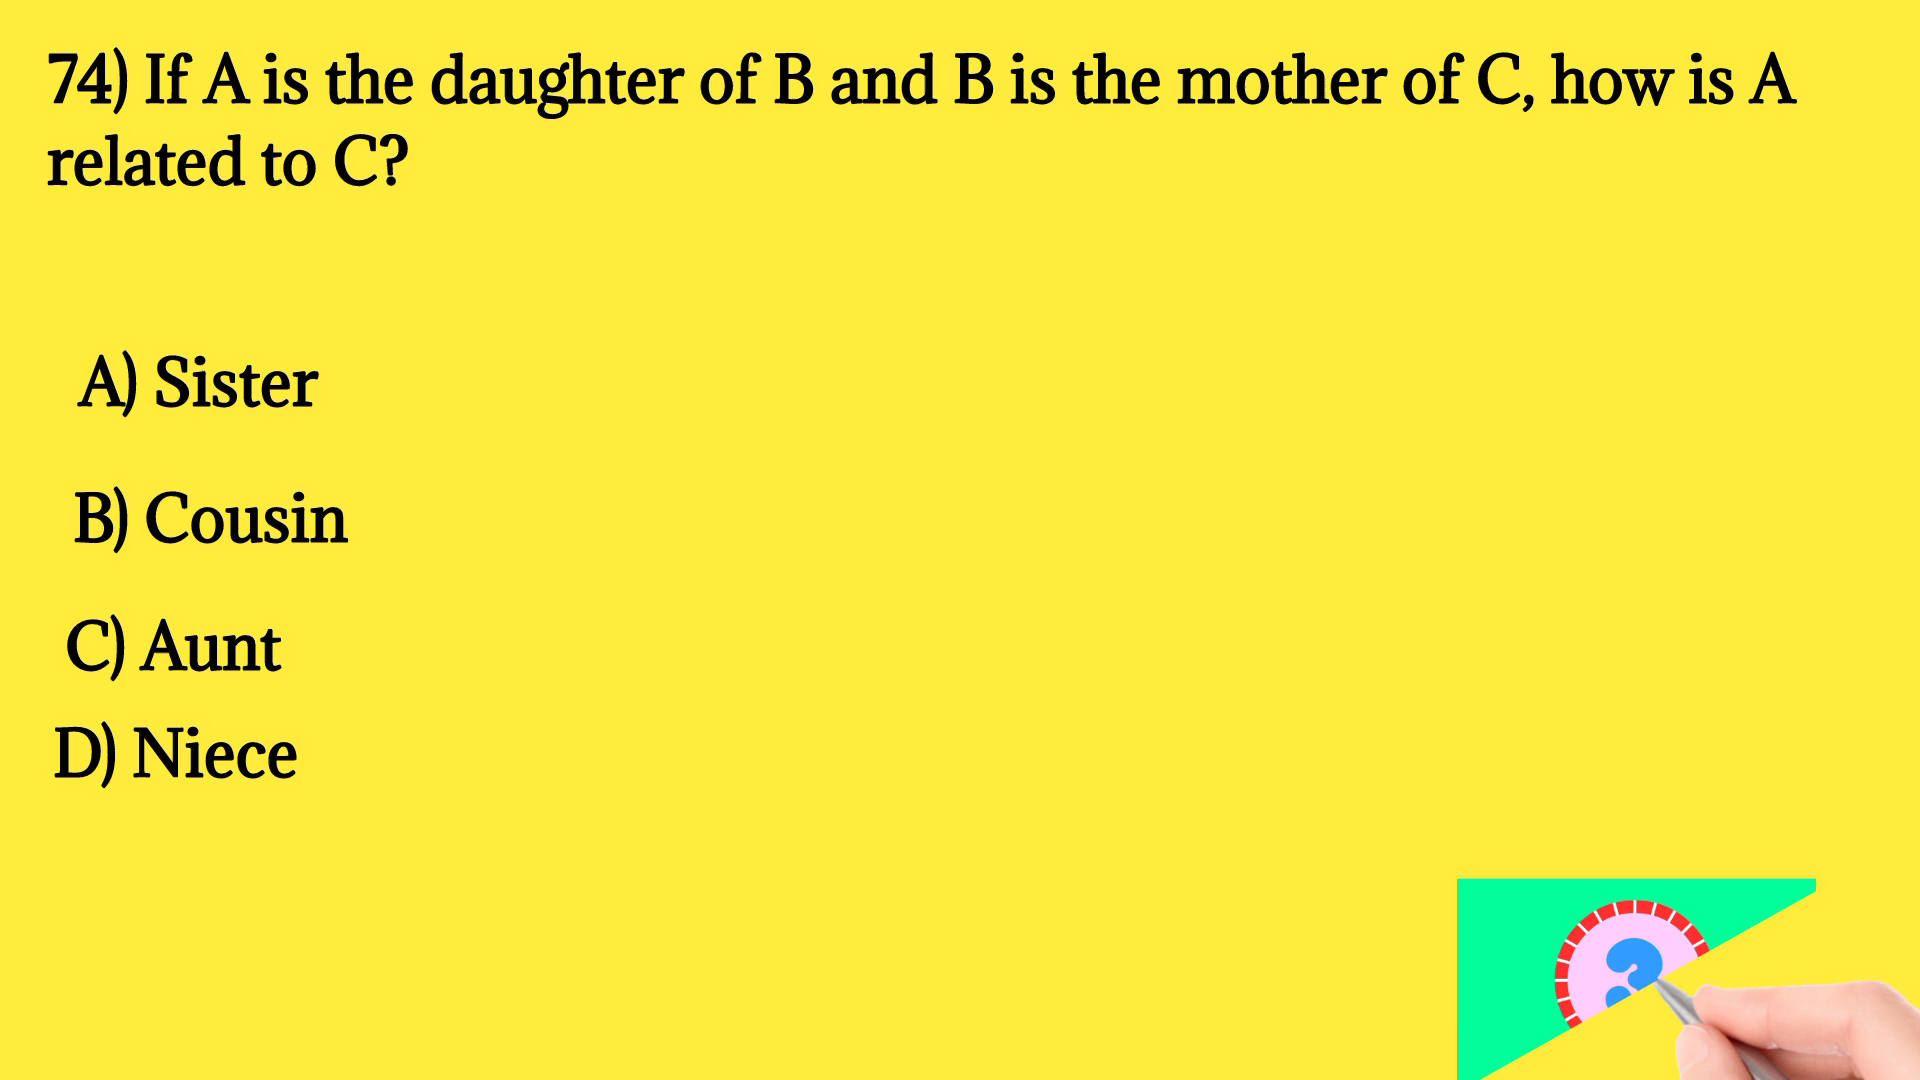 74) If A is the daughter of B and B is the mother of C, how is A
related to C?
A) Sister
B) Cousin
C) Aunt
D) Niece